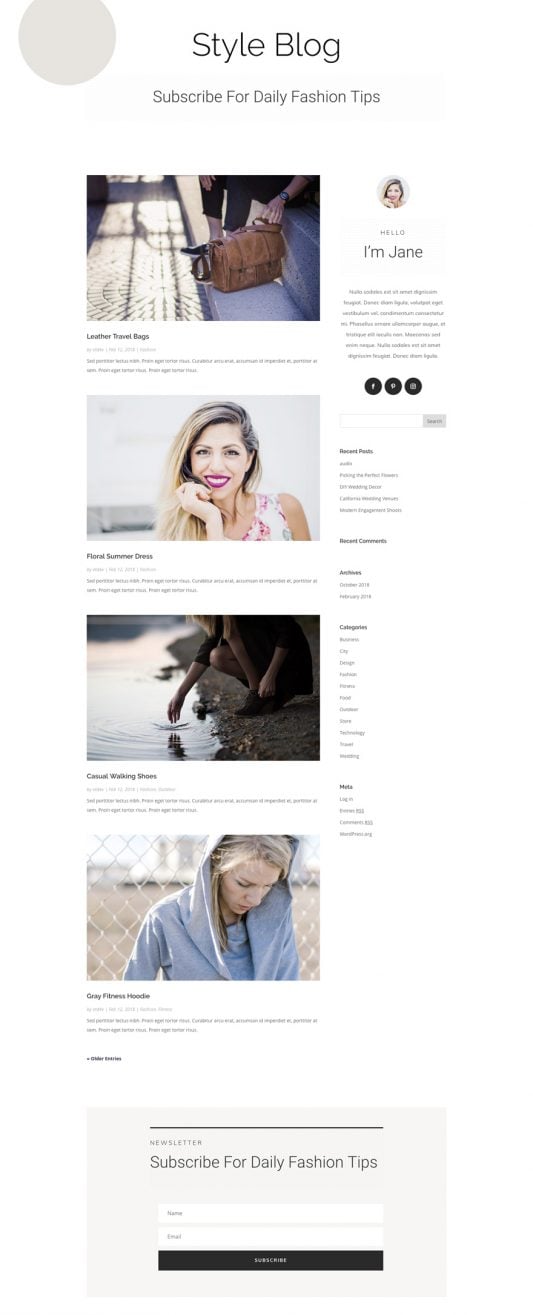 Style Blog
Subscribe For Daily Fashion Tips
Leather Travel Bags
| Feb 12, 2018 | Fashion
Sed porttitor lectus nibh. Proin eget tortor risus. Curabitur arcu erat, accumsan id imperdiet et, porttitor at
sem. Proin eget tortor risus. Proin eget tortor risus.
Floral Summer Dress
| Feb 12, 2018 | Fashion
Sed porttitor lectus nibh. Proin eget tortor risus. Curabitur arcu erat, accumsan id imperdiet et, porttitor at
sem. Proin eget tortor risus. Proin eget tortor risus.
Casual Walking Shoes
| Feb 12, 2018 | Fashion, Outdoor
Sed porttitor lectus nibh. Proin eget tortor risus. Curabitur arcu erat, accumsan id imperdiet et, porttitor at
sem. Proin eget tortor risus. Proin eget tortor risus.
Gray Fitness Hoodie
| Feb 12, 2018 | Fashion, Fitness
Sed porttitor lectus nibh. Proin eget tortor risus. Curabitur arcu erat, accumsan id imperdiet et, porttitor at
sem. Proin eget tortor risus. Proin eget tortor risus.
« Older Entries
HELLO
I'm Jane
Nulla sodales est sit amet dignissim
feugiat. Donec diam ligula, volutpat eget
vestibulum vel, condimentum consectetur
mi. Phasellus ornare ullamcorper augue, at
tristique elit iaculis non. Maecenas sed
enim neque. Nulla sodales est sit amet
dignissim feugiat. Donec diam ligula.
Search
Recent Posts
audio
Picking the Perfect Flowers
DIY Wedding Decor
California Wedding Venues
Modern Engagement Shoots
Recent Comments
Archives
October 2018
February 2018
Categories
Business
City
Design
Fashion
Fitness
Food
Outdoor
Store
Technology
Travel
Wedding
Meta
Log in
Entries RSS
Comments RSS
WordPress.org
NEWSLETTER
Subscribe For Daily Fashion Tips
Name
Email
SUBSCRIBE